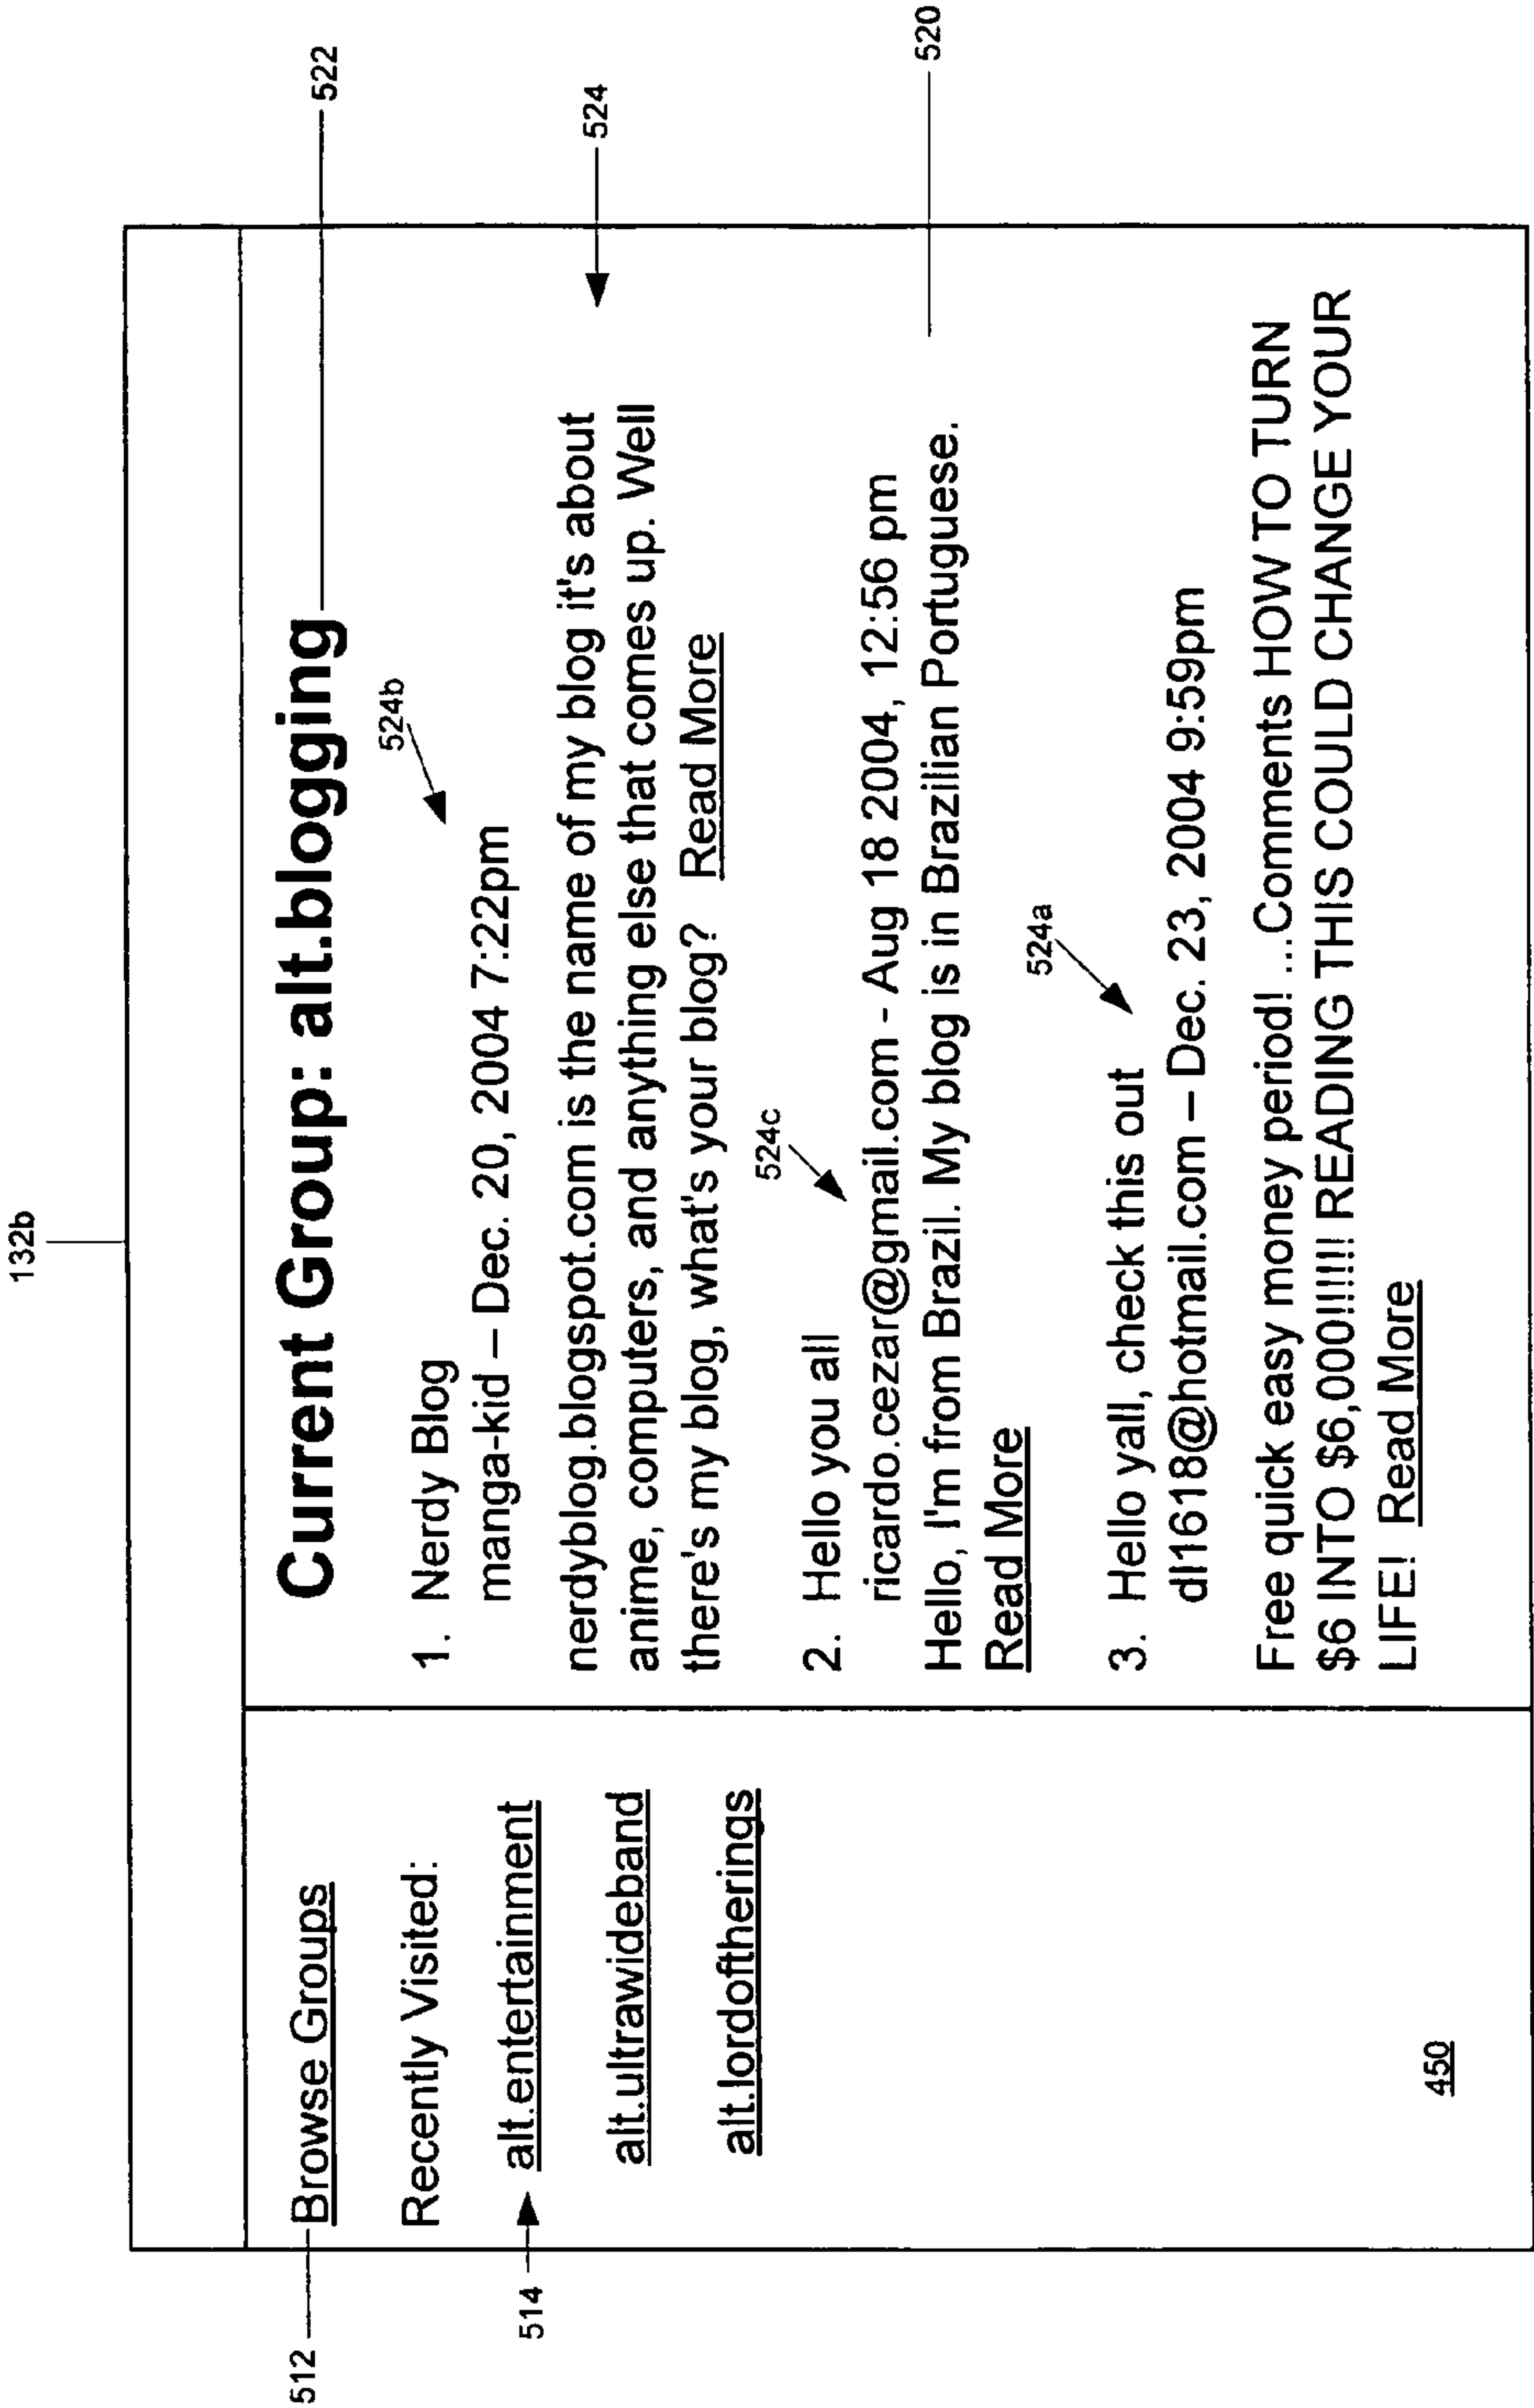 132b
512
Browse Groups
Recently Visited:
514
alt.entertainment
alt.ultrawideband
alt.lordoftherings
450
Current Group: alt.blogging
522
524b
1. Nerdy Blog
manga-kid – Dec. 20, 2004 7:22pm
524
nerdyblog.blogspot.com is the name of my blog it's about
anime, computers, and anything else that comes up. Well
there's my blog, what's your blog? Read More
524c
2. Hello you all
ricardo.cezar@gmail.com - Aug 18 2004, 12:56 pm
520
Hello, I'm from Brazil. My blog is in Brazilian Portuguese.
Read More
524a
3. Hello yall, check this out
dl1618@hotmail.com – Dec. 23, 2004 9:59pm
Free quick easy money period! ...Comments HOW TO TURN
$6 INTO $6,000!!!!!! READING THIS COULD CHANGE YOUR
LIFE! Read More